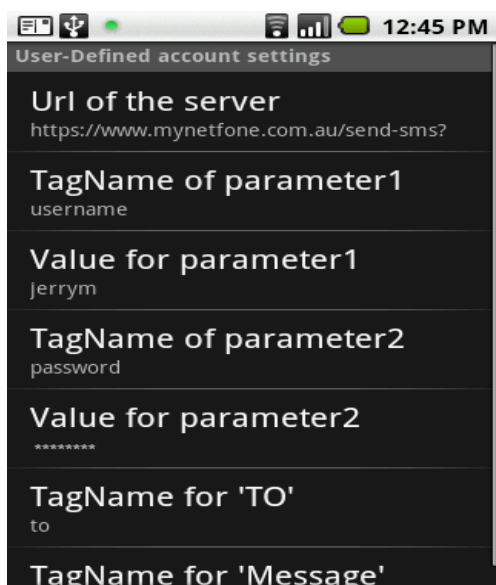 12:45 PM
User-Defined account settings
Url of the server
https://www.mynetfone.com.au/send-sms?
TagName of parameter1
username
Value for parameter1
jerrym
TagName of parameter2
password
Value for parameter2
********
TagName for 'TO'
to
TagName for 'Message'